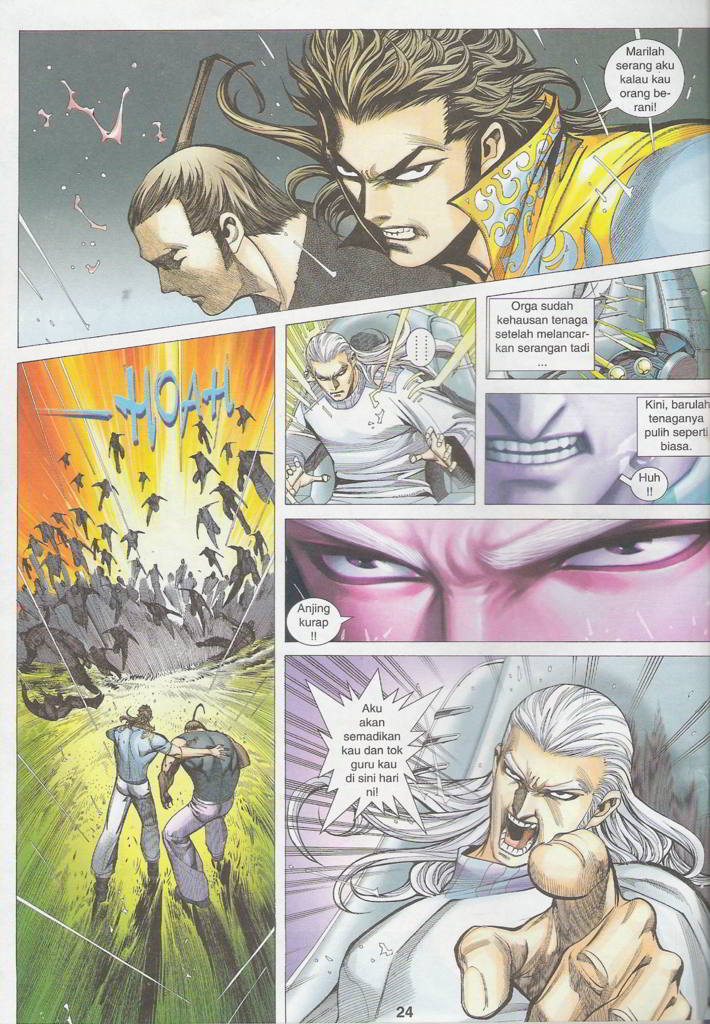 Marilah
serang aku
kalau kau
orang be-
rani!
Orga sudah
kehausan tenaga
setelah melancar-
kan serangan tadi
...
HOAH
Kini, barulah
tenaganya
pulih seperti
biasa.
Huh
!!
Anjing
kurap
!!
Aku
akan
semadikan
kau dan tok
guru kau
di sini hari
ni!
24